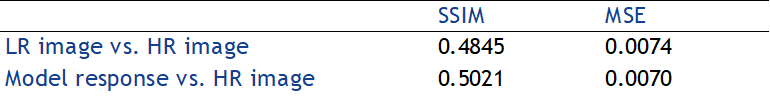 SSIM MSE
LR image vs. HR image 0.4845 0.0074
Model response vs. HR image 0.5021 0.0070